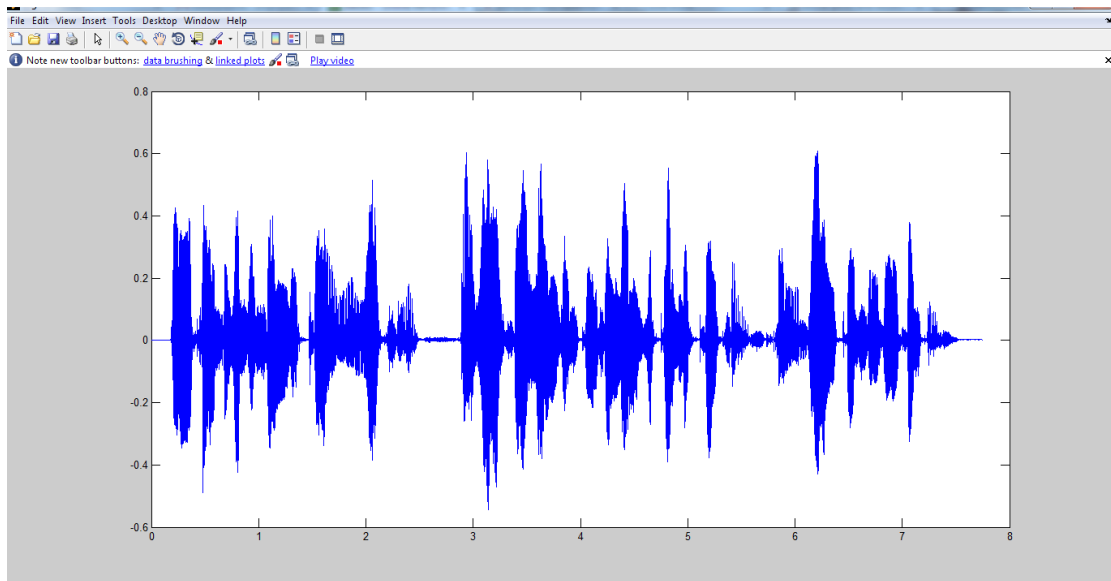 File Edit View Insert Tools Desktop Window Help
Note new toolbar buttons: data brushing & linked plots Play video
0.8
0.6
0.4
0.2
0
-0.2
-0.4
-0.6
0 1 2 3 4 5 6 7 8